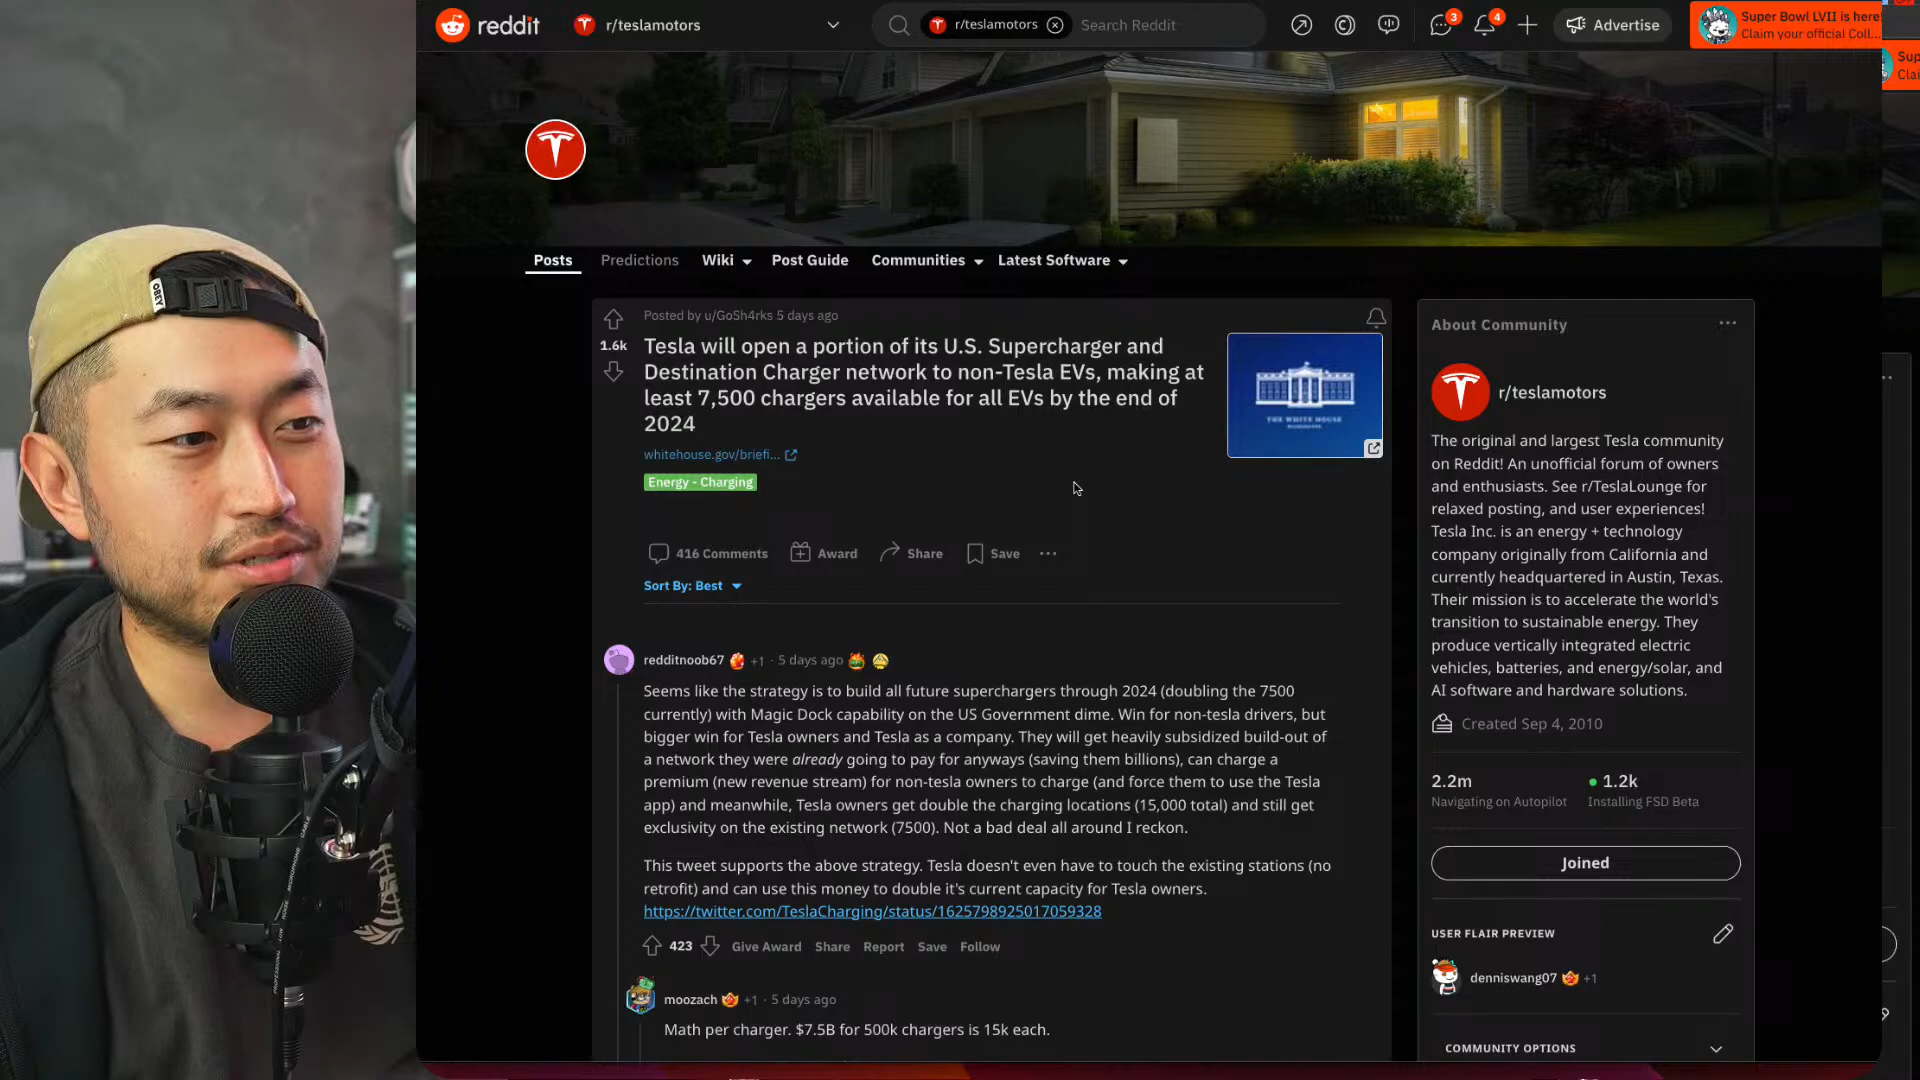 reddit
r/teslamotors
r/teslamotors
Search Reddit
3
4
Advertise
Super Bowl LVII is here
Claim your official Coll...
Sup
Clai
OBEY
Posts
Predictions
Wiki
Post Guide
Communities
Latest Software
Posted by u/GoSh4rks 5 days ago
1.6k
Tesla will open a portion of its U.S. Supercharger and
Destination Charger network to non-Tesla EVs, making at
least 7,500 chargers available for all EVs by the end of
2024
whitehouse.gov/briefi...
Energy - Charging
THE WHITE HOUSE
WASHINGTON
416 Comments
Award
Share
Save
Sort By: Best
redditnoob67 +1 · 5 days ago
Seems like the strategy is to build all future superchargers through 2024 (doubling the 7500
currently) with Magic Dock capability on the US Government dime. Win for non-tesla drivers, but
bigger win for Tesla owners and Tesla as a company. They will get heavily subsidized build-out of
a network they were already going to pay for anyways (saving them billions), can charge a
premium (new revenue stream) for non-tesla owners to charge (and force them to use the Tesla
app) and meanwhile, Tesla owners get double the charging locations (15,000 total) and still get
exclusivity on the existing network (7500). Not a bad deal all around I reckon.
This tweet supports the above strategy. Tesla doesn't even have to touch the existing stations (no
retrofit) and can use this money to double it's current capacity for Tesla owners.
https://twitter.com/TeslaCharging/status/1625798925017059328
423
Give Award
Share
Report
Save
Follow
moozach +1 · 5 days ago
Math per charger. $7.5B for 500k chargers is 15k each.
About Community
r/teslamotors
The original and largest Tesla community
on Reddit! An unofficial forum of owners
and enthusiasts. See r/TeslaLounge for
relaxed posting, and user experiences!
Tesla Inc. is an energy + technology
company originally from California and
currently headquartered in Austin, Texas.
Their mission is to accelerate the world's
transition to sustainable energy. They
produce vertically integrated electric
vehicles, batteries, and energy/solar, and
AI software and hardware solutions.
Created Sep 4, 2010
2.2m
Navigating on Autopilot
1.2k
Installing FSD Beta
Joined
USER FLAIR PREVIEW
denniswang07 +1
COMMUNITY OPTIONS